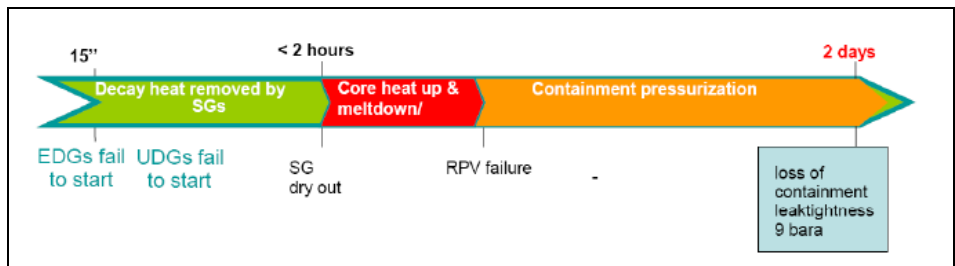 15”
< 2 hours
2 days
Decay heat removed by
SGs
Core heat up &
meltdown/
Containment pressurization
EDGs fail
to start
UDGs fail
to start
SG
dry out
RPV failure
-
loss of
containment
leaktightness
9 bara